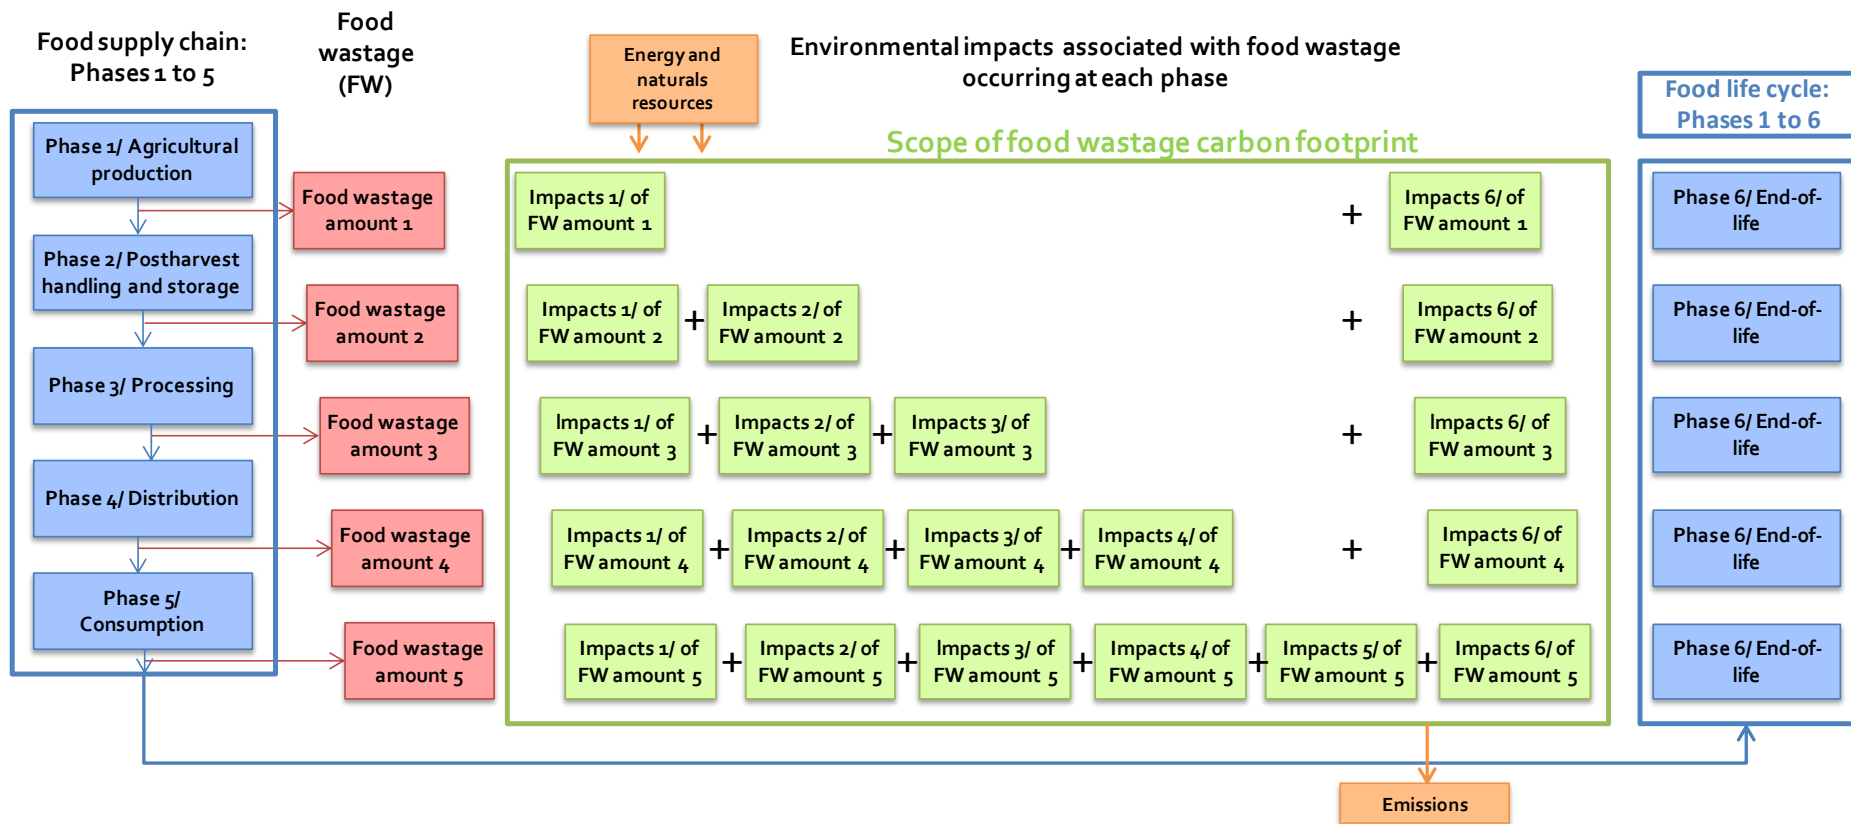 Food supply chain:
Phases 1 to 5
Food
wastage
(FW)
Energy and
naturals
resources
Environmental impacts associated with food wastage
occurring at each phase
Food life cycle:
Phases 1 to 6
Scope of food wastage carbon footprint
Phase 1/ Agricultural
production
Food wastage
amount 1
Impacts 1/ of
FW amount 1
+
Impacts 6/ of
FW amount 1
Phase 6/ End-of-
life
Phase 2/ Postharvest
handling and storage
Food wastage
amount 2
Impacts 1/ of
FW amount 2
+
Impacts 2/ of
FW amount 2
+
Impacts 6/ of
FW amount 2
Phase 6/ End-of-
life
Phase 3/ Processing
Food wastage
amount 3
Impacts 1/ of
FW amount 3
+
Impacts 2/ of
FW amount 3
+
Impacts 3/ of
FW amount 3
+
Impacts 6/ of
FW amount 3
Phase 6/ End-of-
life
Phase 4/ Distribution
Food wastage
amount 4
Impacts 1/ of
FW amount 4
+
Impacts 2/ of
FW amount 4
+
Impacts 3/ of
FW amount 4
+
Impacts 4/ of
FW amount 4
+
Impacts 6/ of
FW amount 4
Phase 6/ End-of-
life
Phase 5/
Consumption
Food wastage
amount 5
Impacts 1/ of
FW amount 5
+
Impacts 2/ of
FW amount 5
+
Impacts 3/ of
FW amount 5
+
Impacts 4/ of
FW amount 5
+
Impacts 5/ of
FW amount 5
+
Impacts 6/ of
FW amount 5
Phase 6/ End-of-
life
Emissions